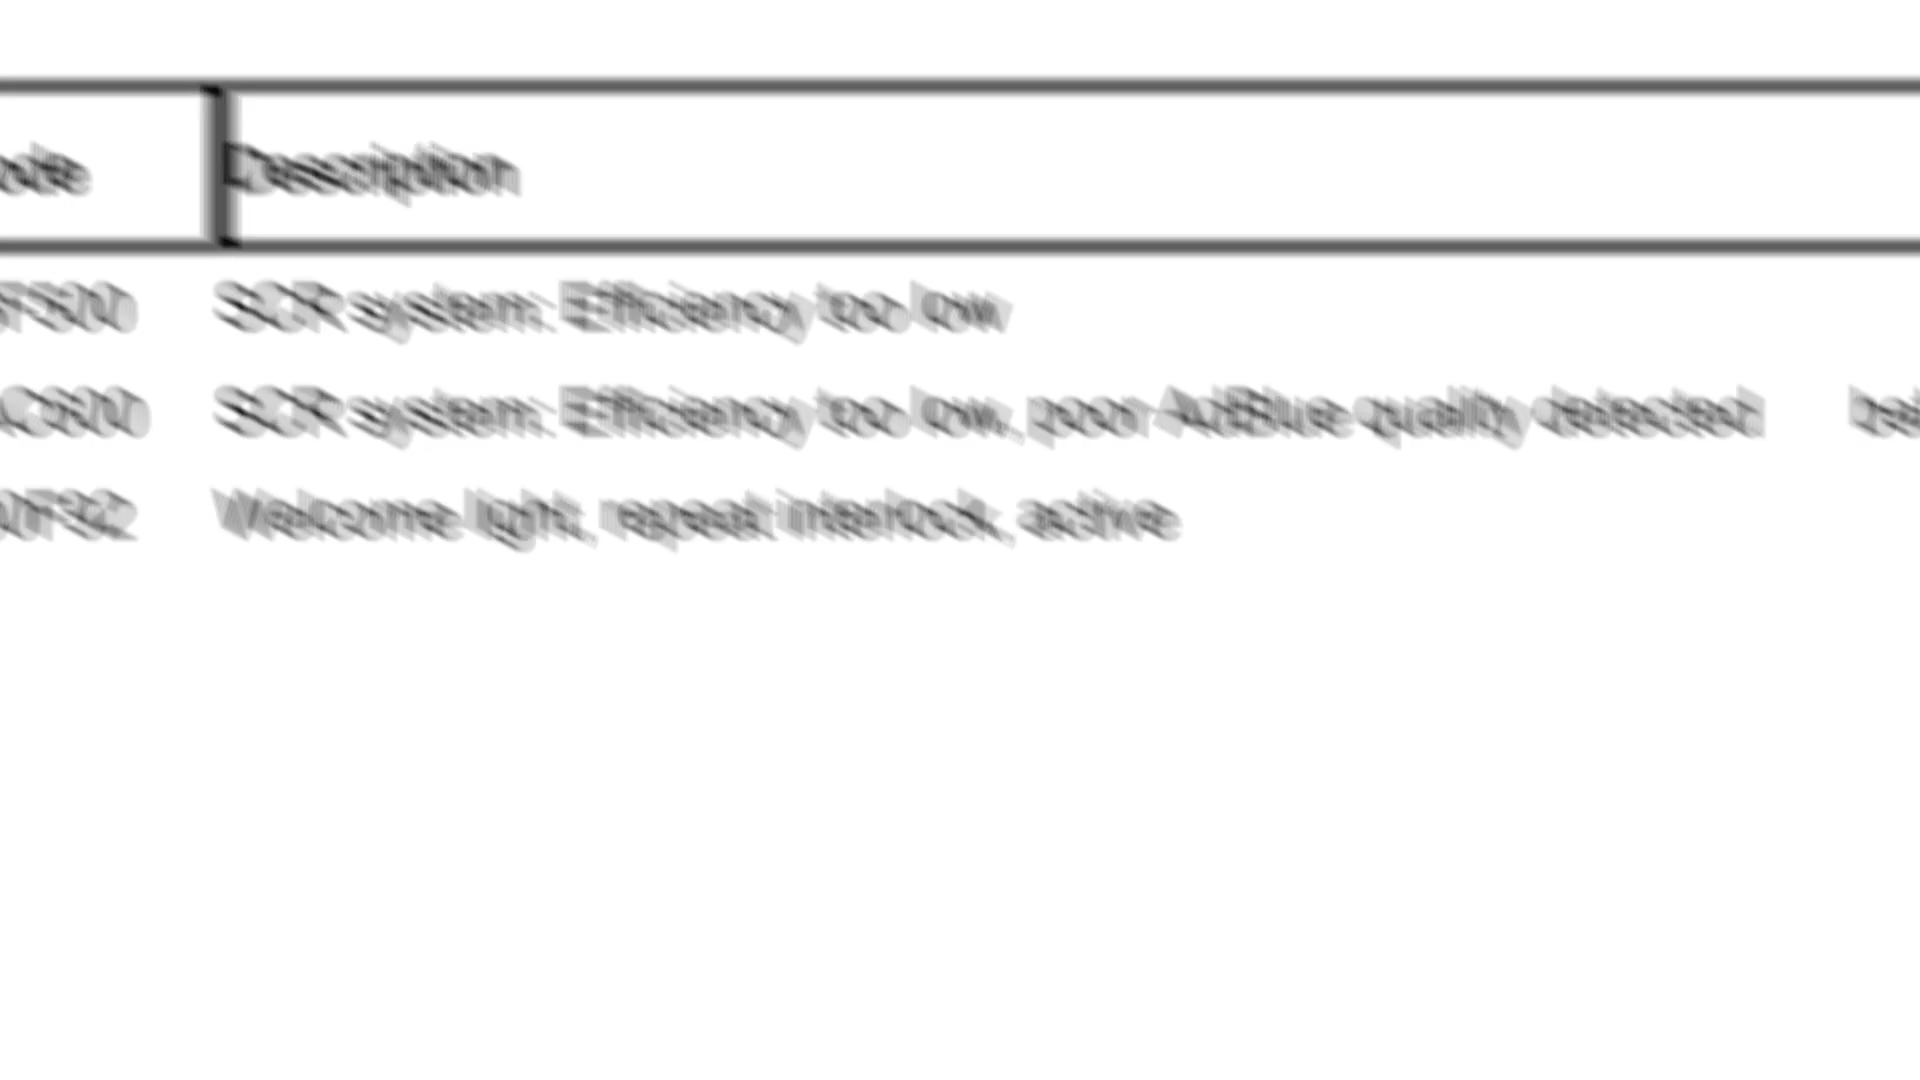 Description
SCR system: Efficiency too low
SCR system: Efficiency too low, poor AdBlue quality detected
Welcome light, repeat interlock, active